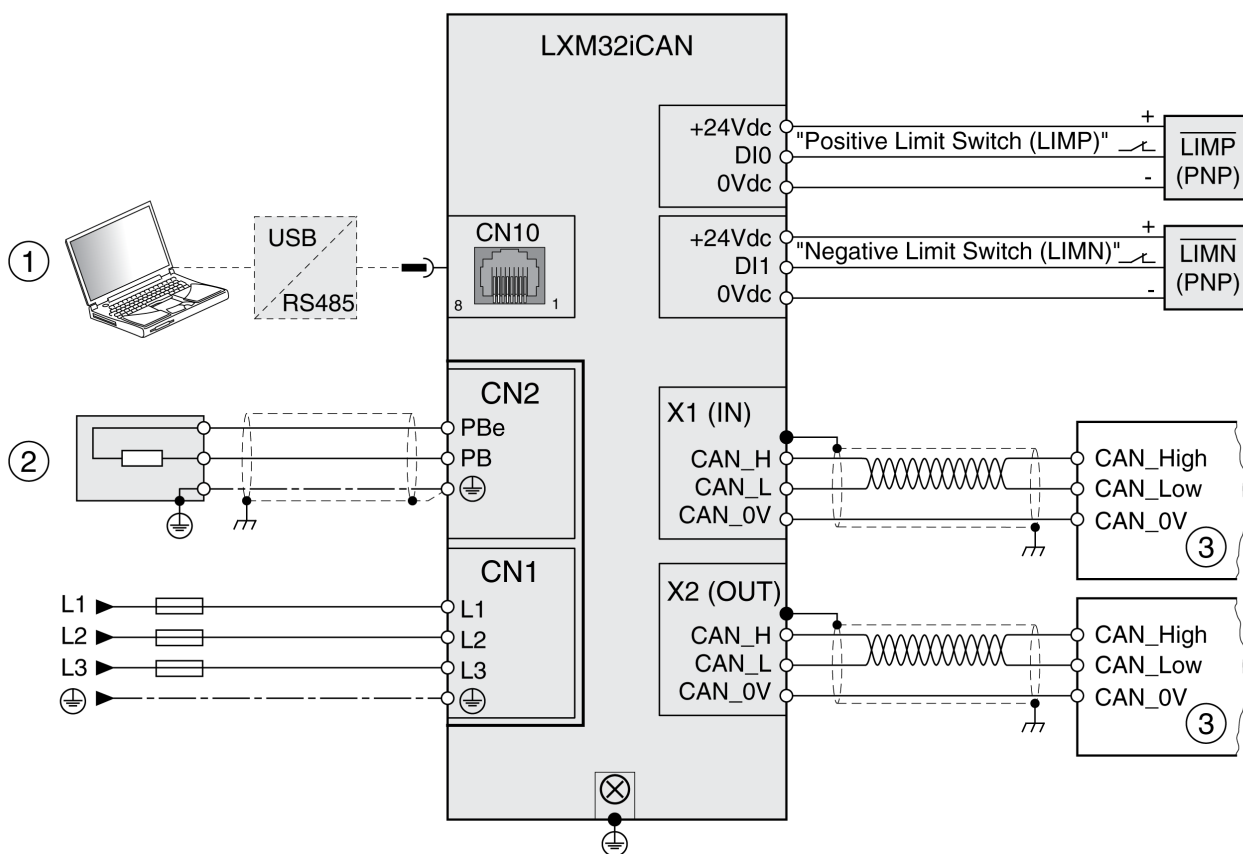 LXM32iCAN
+24Vdc
DI0
0Vdc
"Positive Limit Switch (LIMP)"
+
-
LIMP
(PNP)
+24Vdc
DI1
0Vdc
"Negative Limit Switch (LIMN)"
+
-
LIMN
(PNP)
1
USB
RS485
CN10
8
1
2
CN2
PBe
PB
CN1
L1
L2
L3
L1
L2
L3
X1 (IN)
CAN_H
CAN_L
CAN_0V
CAN_High
CAN_Low
CAN_0V
3
X2 (OUT)
CAN_H
CAN_L
CAN_0V
CAN_High
CAN_Low
CAN_0V
3